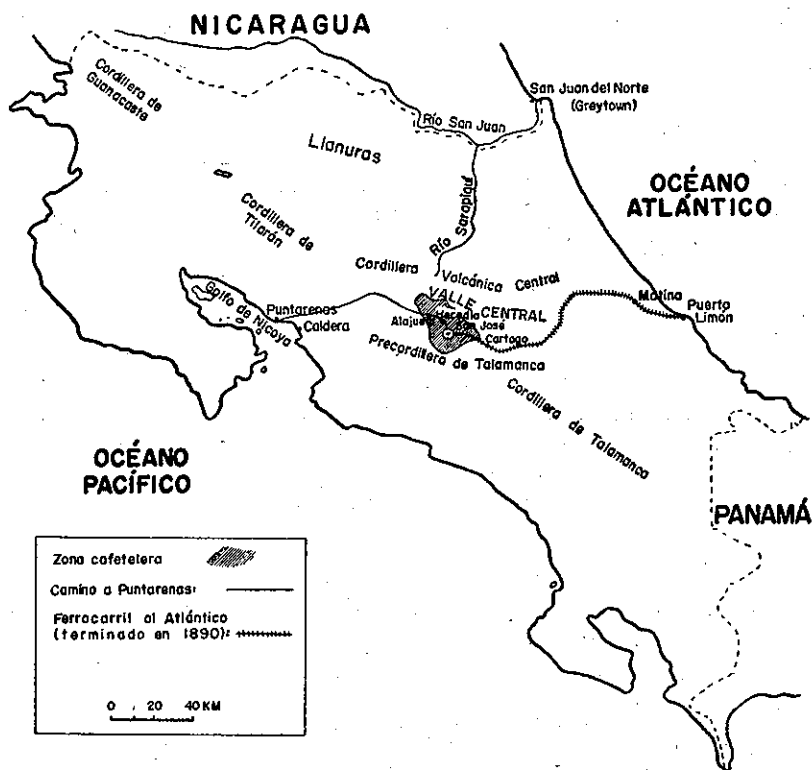 NICARAGUA
Cordillera de
Guanacaste
San Juan del Norte
(Greytown)
Río San Juan
Llanuras
OCÉANO
ATLÁNTICO
Río Sarapiquí
Cordillera de
Tilarón
Cordillera Volcánica Central
VALLE
CENTRAL
Golfo de Nicoya
Puntarenas
Caldera
Alajuela
Heredia
San José
Cartago
Matina
Puerto
Limón
Precordillera de Talamanca
Cordillera de Talamanca
OCÉANO
PACÍFICO
PANAMÁ
Zona cafetelera
Camino a Puntarenas:
Ferrocarril al Atlántico
(terminado en 1890):
0 20 40 KM